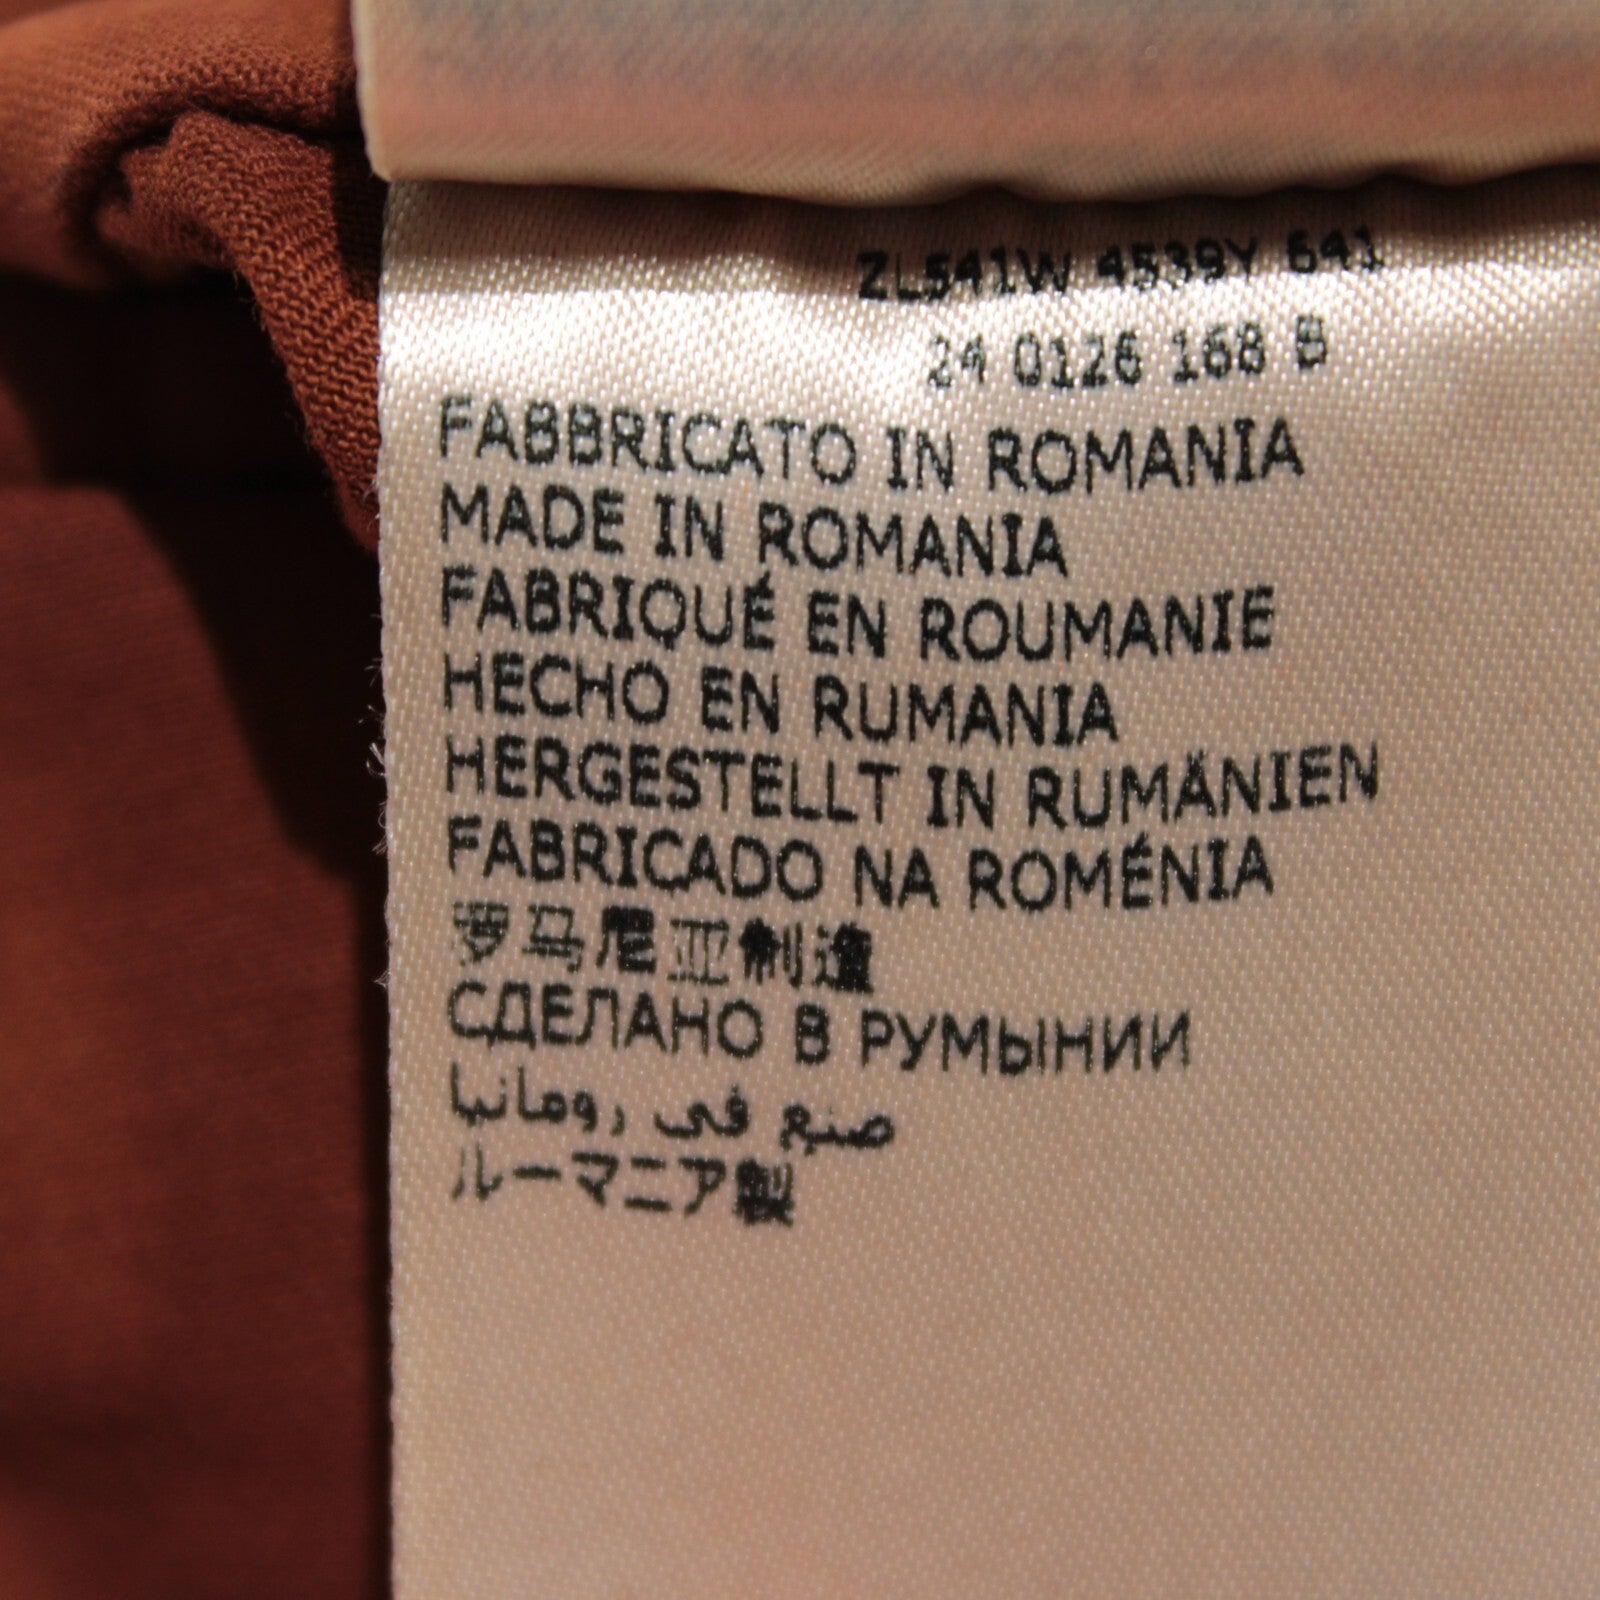 ZL541W 4539Y 641
24 0126 168 B
FABBRICATO IN ROMANIA
MADE IN ROMANIA
FABRIQUÉ EN ROUMANIE
HECHO EN RUMANIA
HERGESTELLT IN RUMÄNIEN
FABRICADO NA ROMÉNIA
罗马尼亚制造
СДЕЛАНО В РУМЫНИИ
صنع في رومانيا
ルーマニア製